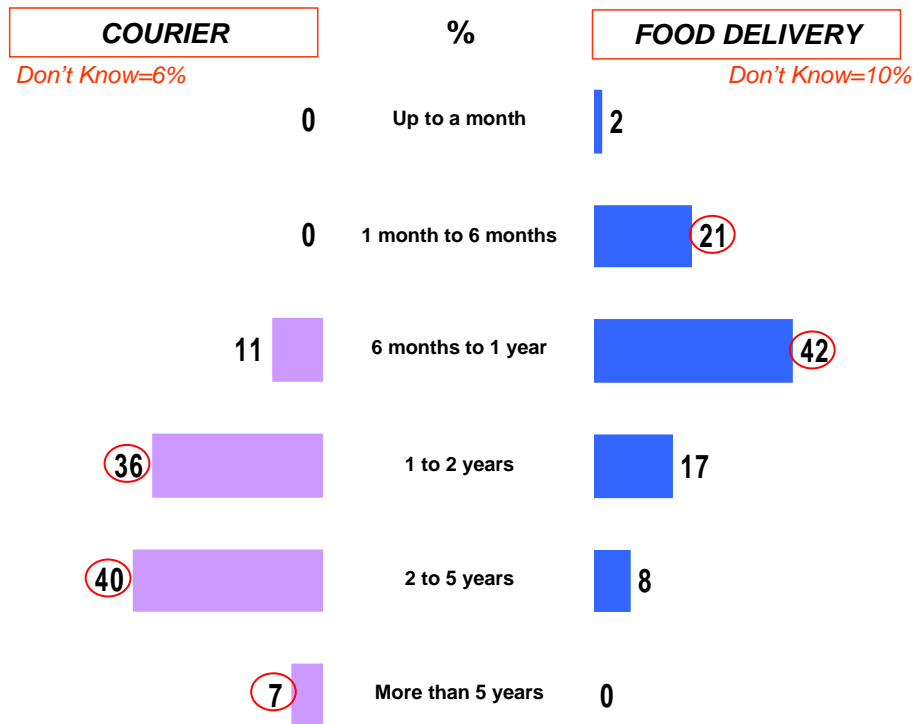 COURIER % FOOD DELIVERY
Don't Know=6% Don't Know=10%
0 Up to a month 2
0 1 month to 6 months 21
11 6 months to 1 year 42
36 1 to 2 years 17
40 2 to 5 years 8
7 More than 5 years 0